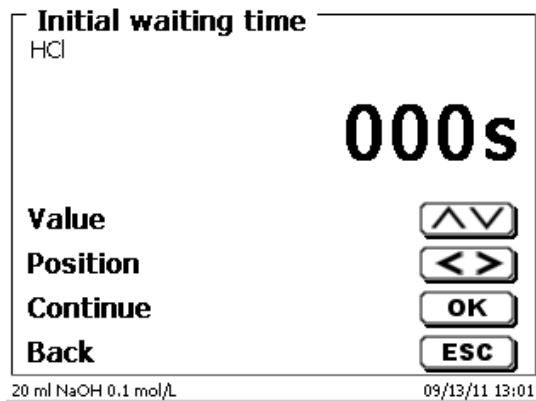 Initial waiting time
HCl
000s
Value
Position
Continue OK
Back ESC
20 ml NaOH 0.1 mol/L 09/13/11 13:01